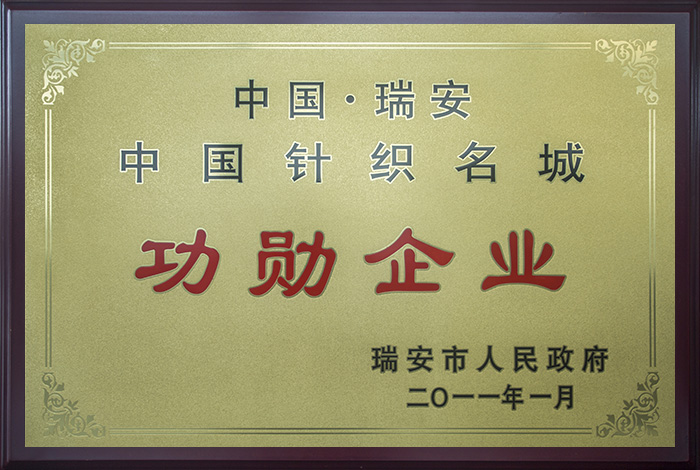 中国·瑞安
中国针织名城
功勋企业
瑞安市人民政府
二〇一一年一月